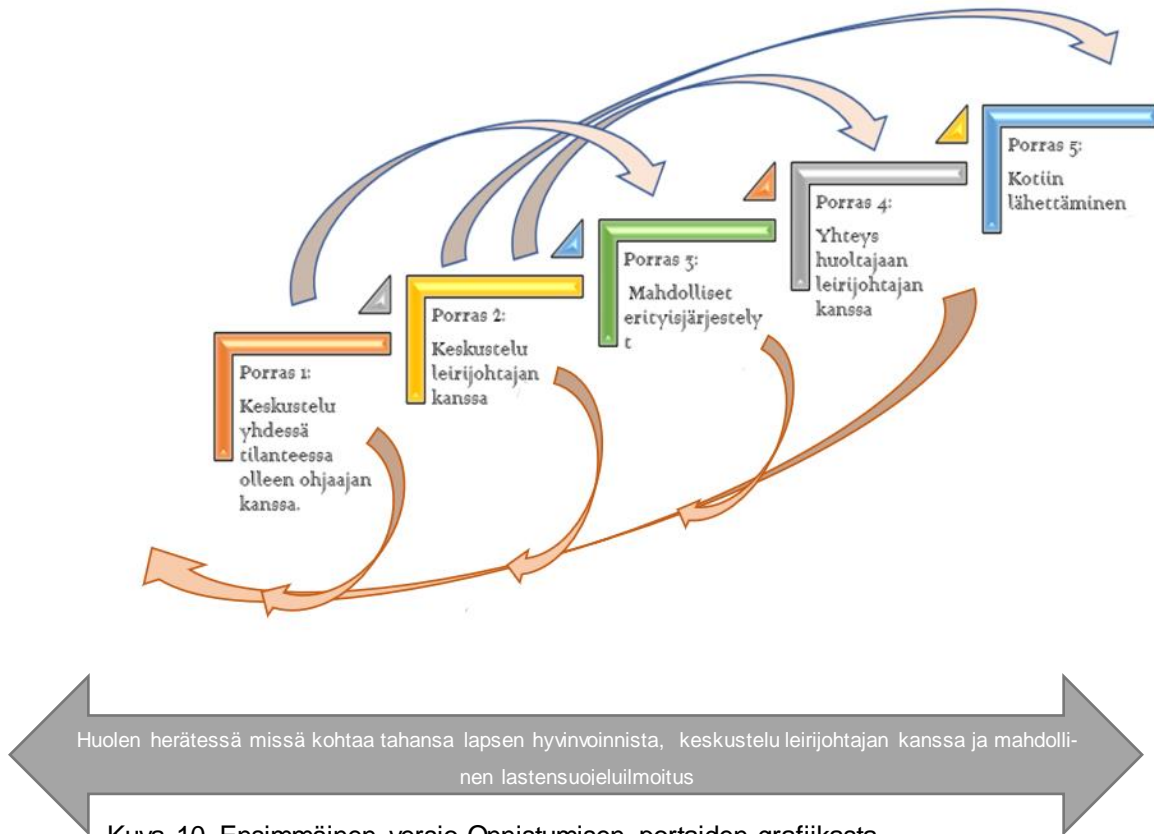 Porras 1:
Keskustelu
yhdessä
tilanteessa
olleen ohjaajan
kanssa.
Porras 2:
Keskustelu
leirijohtajan
kanssa
Porras 3:
Mahdolliset
erityisjärjestely
t
Porras 4:
Yhteys
huoltajaan
leirijohtajan
kanssa
Porras 5:
Kotiin
lähettäminen
Huolen herätessä missä kohtaa tahansa lapsen hyvinvoinnista, keskustelu leirijohtajan kanssa ja mahdolli-
nen lastensuojeluilmoitus
Kuva 10. Ensimmäinen versio Oppiatumisen portaiden grafiikasta